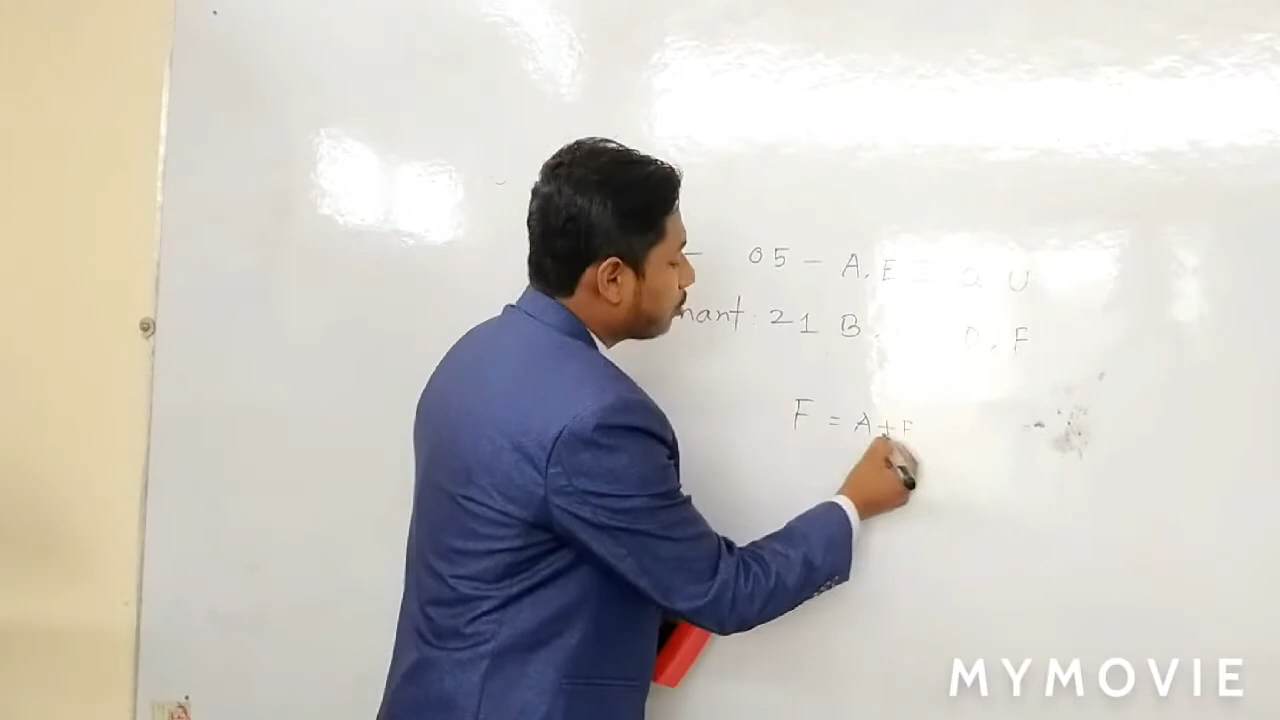 05 - A, E = O, U
nant : 21 B, O, F
F = A + F
MYMOVIE